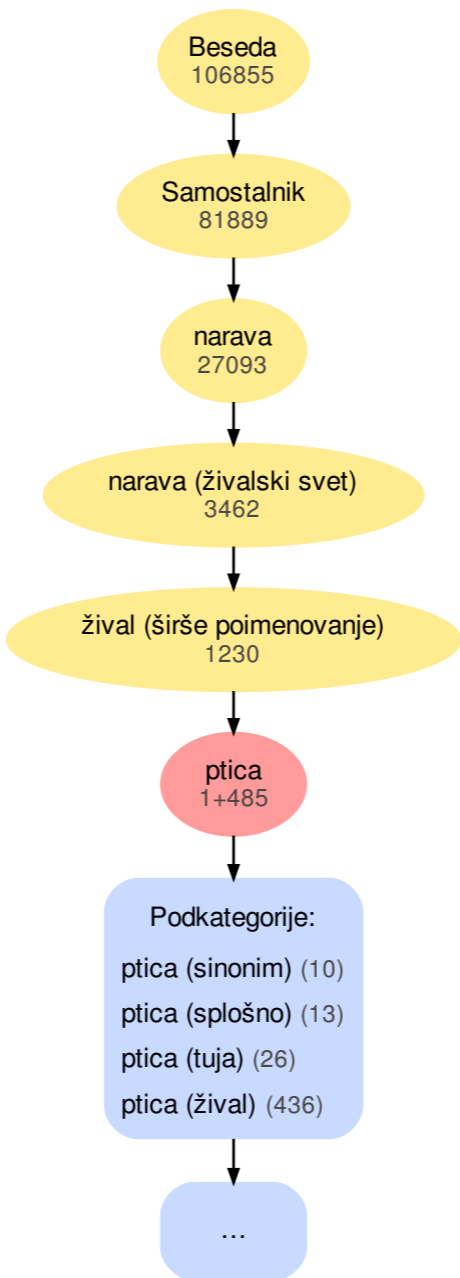 Beseda
106855
Samostalnik
81889
narava
27093
narava (živalski svet)
3462
žival (širše poimenovanje)
1230
ptica
1+485
Podkategorije:
ptica (sinonim) (10)
ptica (splošno) (13)
ptica (tuja) (26)
ptica (žival) (436)
...